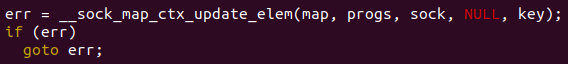 err = __sock_map_ctx_update_elem(map, progs, sock, NULL, key);
if (err)
  goto err;